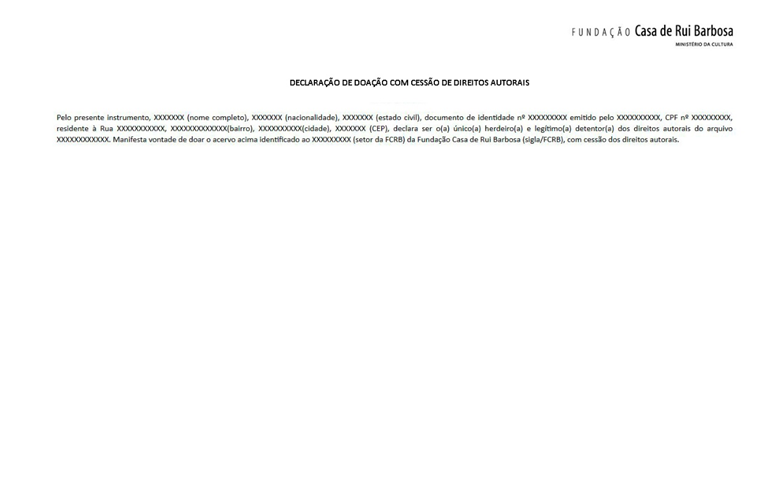 FUNDAÇÃO Casa de Rui Barbosa
MINISTÉRIO DA CULTURA
DECLARAÇÃO DE DOAÇÃO COM CESSÃO DE DIREITOS AUTORAIS
Pelo presente instrumento, XXXXXXX (nome completo), XXXXXXX (nacionalidade), XXXXXXX (estado civil), documento de identidade nº XXXXXXXXX emitido pelo XXXXXXXXXX, CPF nº XXXXXXXXX,
residente à Rua XXXXXXXXXXX, XXXXXXXXXXXXX(bairro), XXXXXXXXXX(cidade), XXXXXXX (CEP), declara ser o(a) único(a) herdeiro(a) e legítimo(a) detentor(a) dos direitos autorais do arquivo
XXXXXXXXXXXX. Manifesta vontade de doar o acervo acima identificado ao XXXXXXXXX (setor da FCRB) da Fundação Casa de Rui Barbosa (sigla/FCRB), com cessão dos direitos autorais.